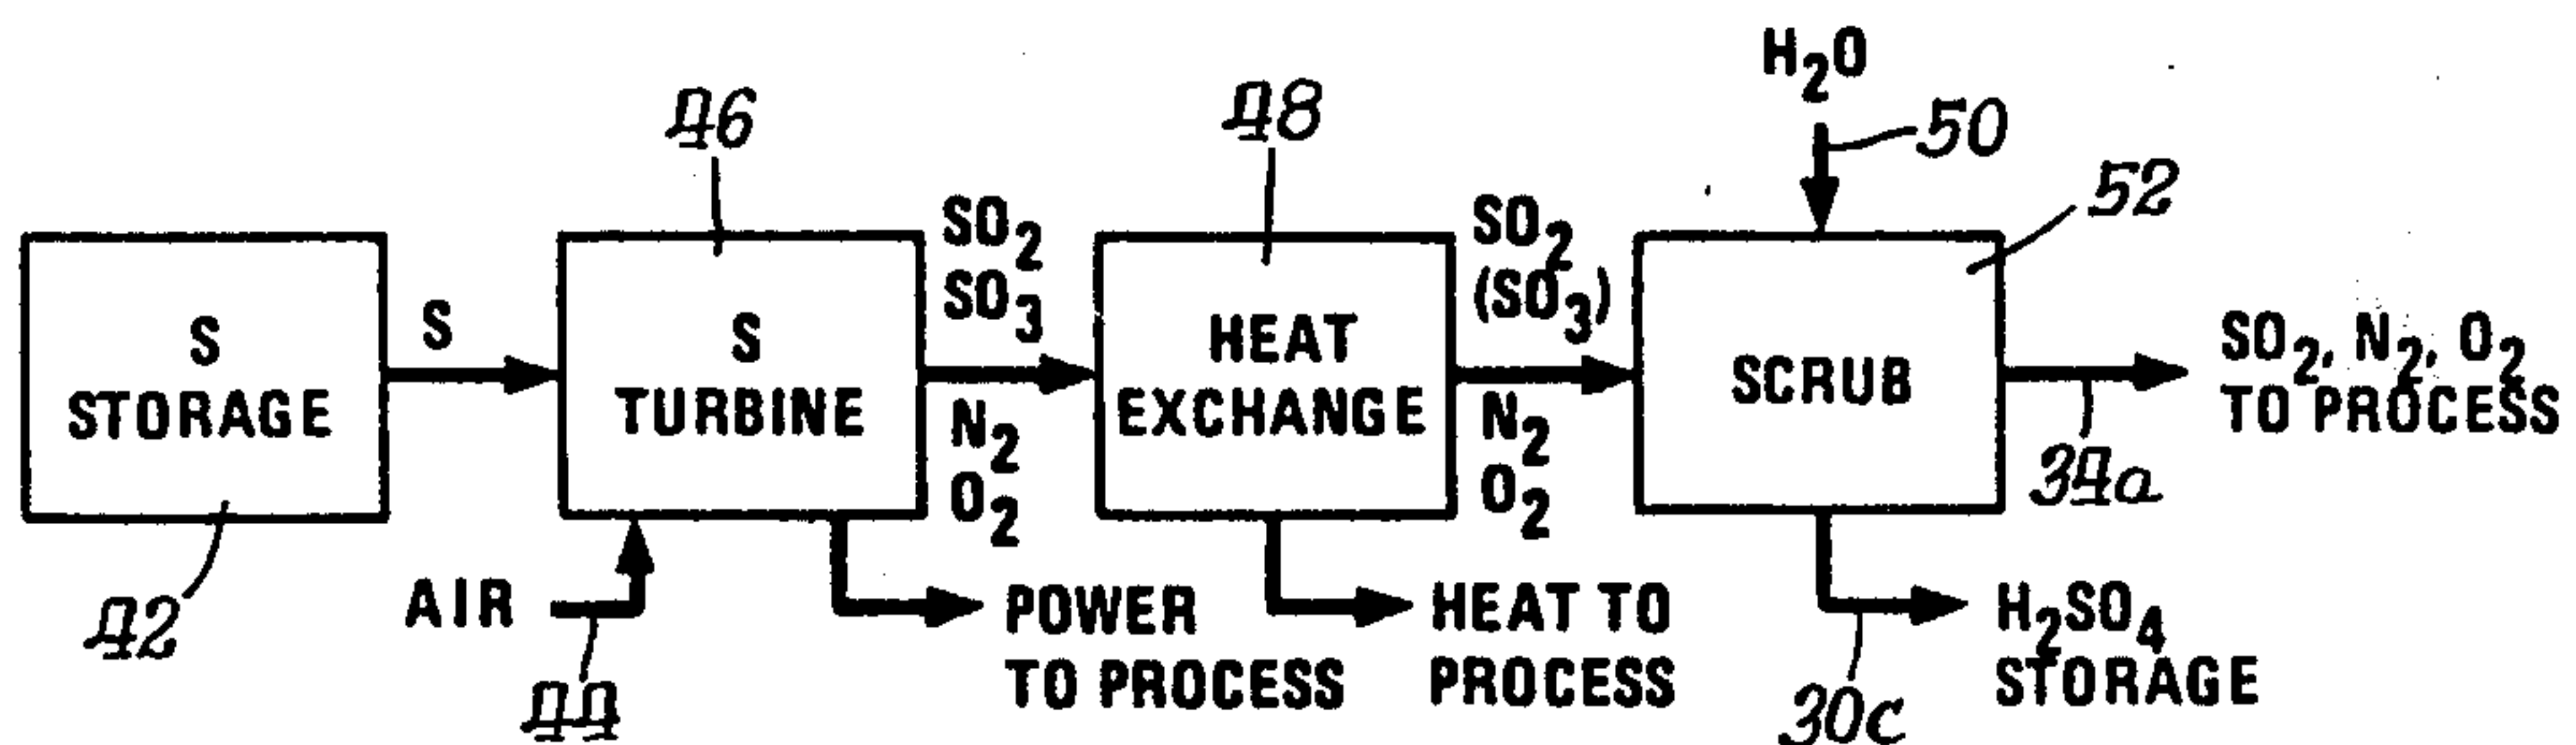 H2O
46
48
50
52
S
STORAGE
S
S
TURBINE
SO2
SO3
N2
O2
HEAT
EXCHANGE
SO2
(SO3)
N2
O2
SCRUB
SO2, N2, O2
TO PROCESS
34a
42
AIR
44
POWER
TO PROCESS
HEAT TO
PROCESS
30c
H2SO4
STORAGE